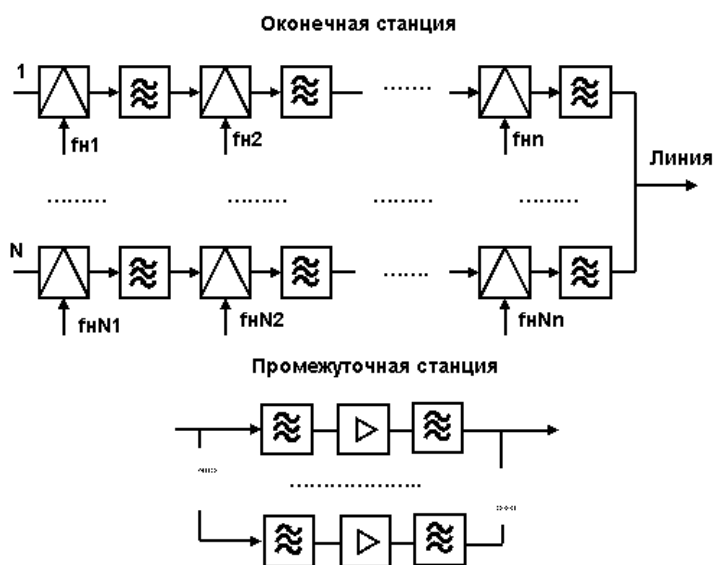 Оконечная станция
1
fн1
fн2
fнn
Линия
N
fнN1
fнN2
fнNn
Промежуточная станция